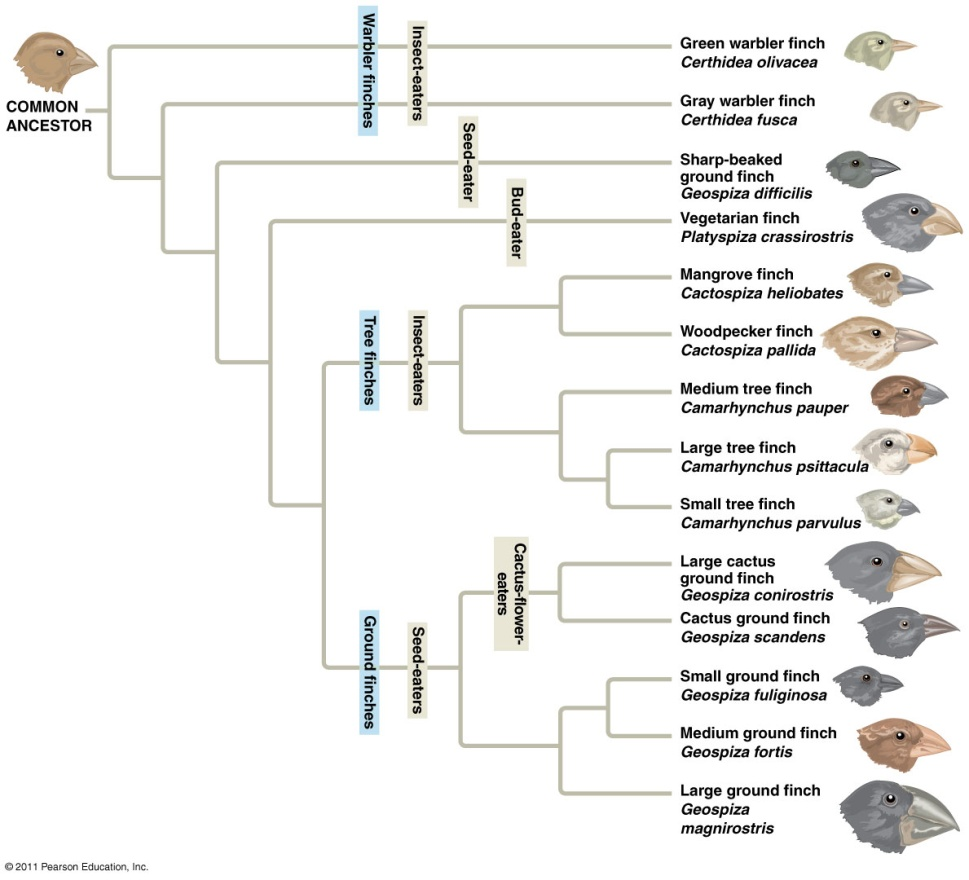 COMMON
ANCESTOR
Warbler finches
Insect-eaters
Green warbler finch
Certhidea olivacea
Gray warbler finch
Certhidea fusca
Seed-eater
Sharp-beaked
ground finch
Geospiza difficilis
Bud-eater
Vegetarian finch
Platyspiza crassirostris
Tree finches
Insect-eaters
Mangrove finch
Cactospiza heliobates
Woodpecker finch
Cactospiza pallida
Medium tree finch
Camarhynchus pauper
Large tree finch
Camarhynchus psittacula
Small tree finch
Camarhynchus parvulus
Ground finches
Seed-eaters
Cactus-flower-
eaters
Large cactus
ground finch
Geospiza conirostris
Cactus ground finch
Geospiza scandens
Small ground finch
Geospiza fuliginosa
Medium ground finch
Geospiza fortis
Large ground finch
Geospiza
magnirostris
© 2011 Pearson Education, Inc.